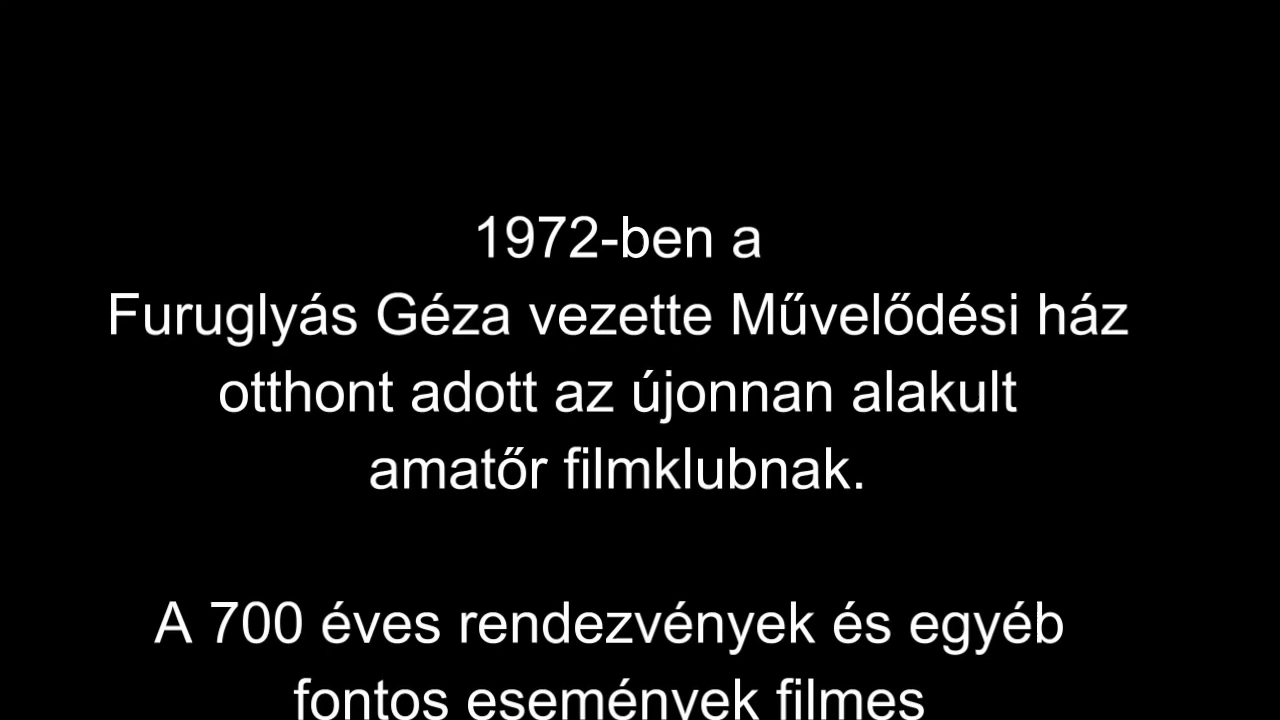 1972-ben a
Furuglyás Géza vezette Művelődési ház
otthont adott az újonnan alakult
amatőr filmklubnak.
A 700 éves rendezvények és egyéb
fontos események filmes